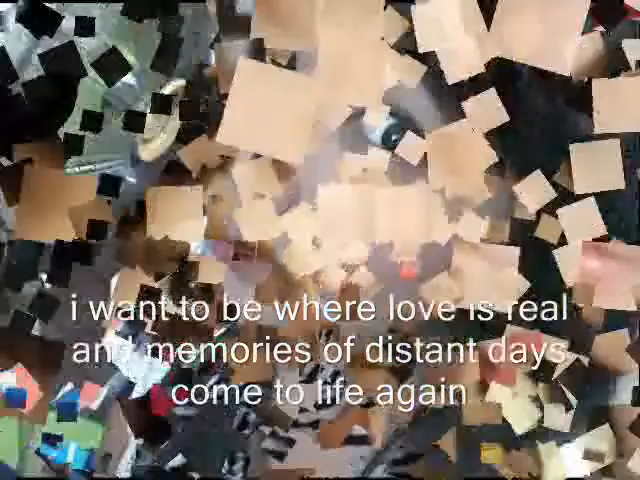 i want to be where love is real
and memories of distant days
come to life again